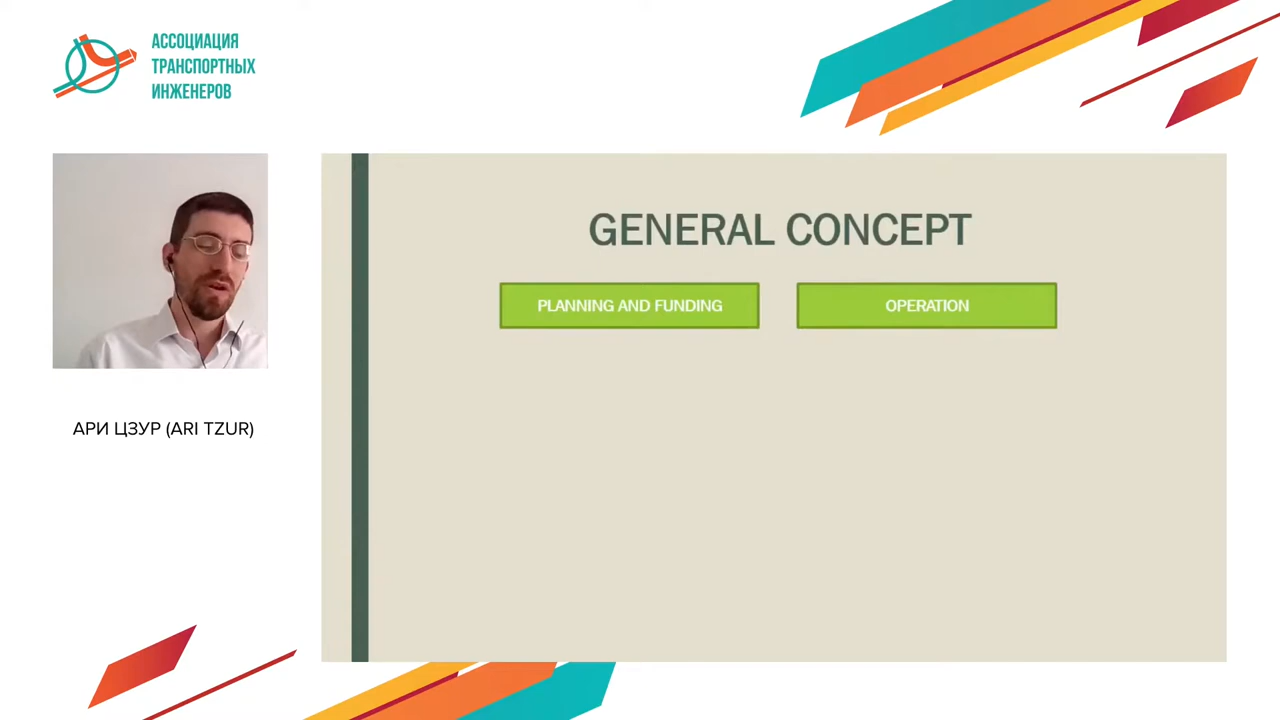 АССОЦИАЦИЯ
ТРАНСПОРТНЫХ
ИНЖЕНЕРОВ
GENERAL CONCEPT
PLANNING AND FUNDING
OPERATION
АРИ ЦЗУР (ARI TZUR)